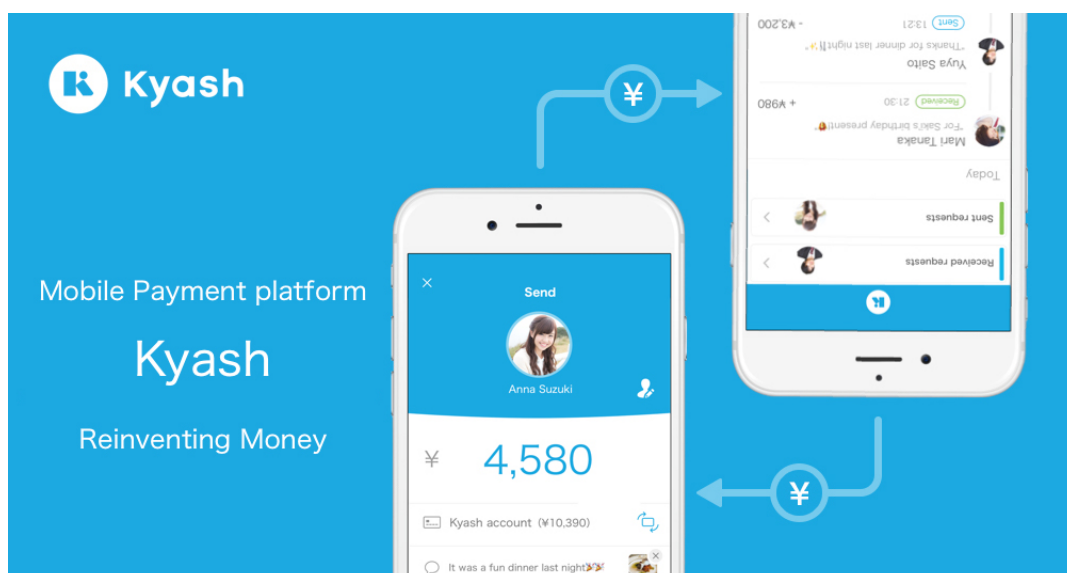 Kyash
Mobile Payment platform
Kyash
Reinventing Money
¥
¥
×
Send
Anna Suzuki
¥ 4,580
Kyash account (¥10,390)
It was a fun dinner last night🎉🎉
Received requests
Sent requests
Today
Mari Tanaka
"For Saki's birthday present!🎁"
Received 21:30
+ ¥980
Yuya Saito
"Thanks for dinner last night🍴✨"
Sent 13:21
- ¥3,200